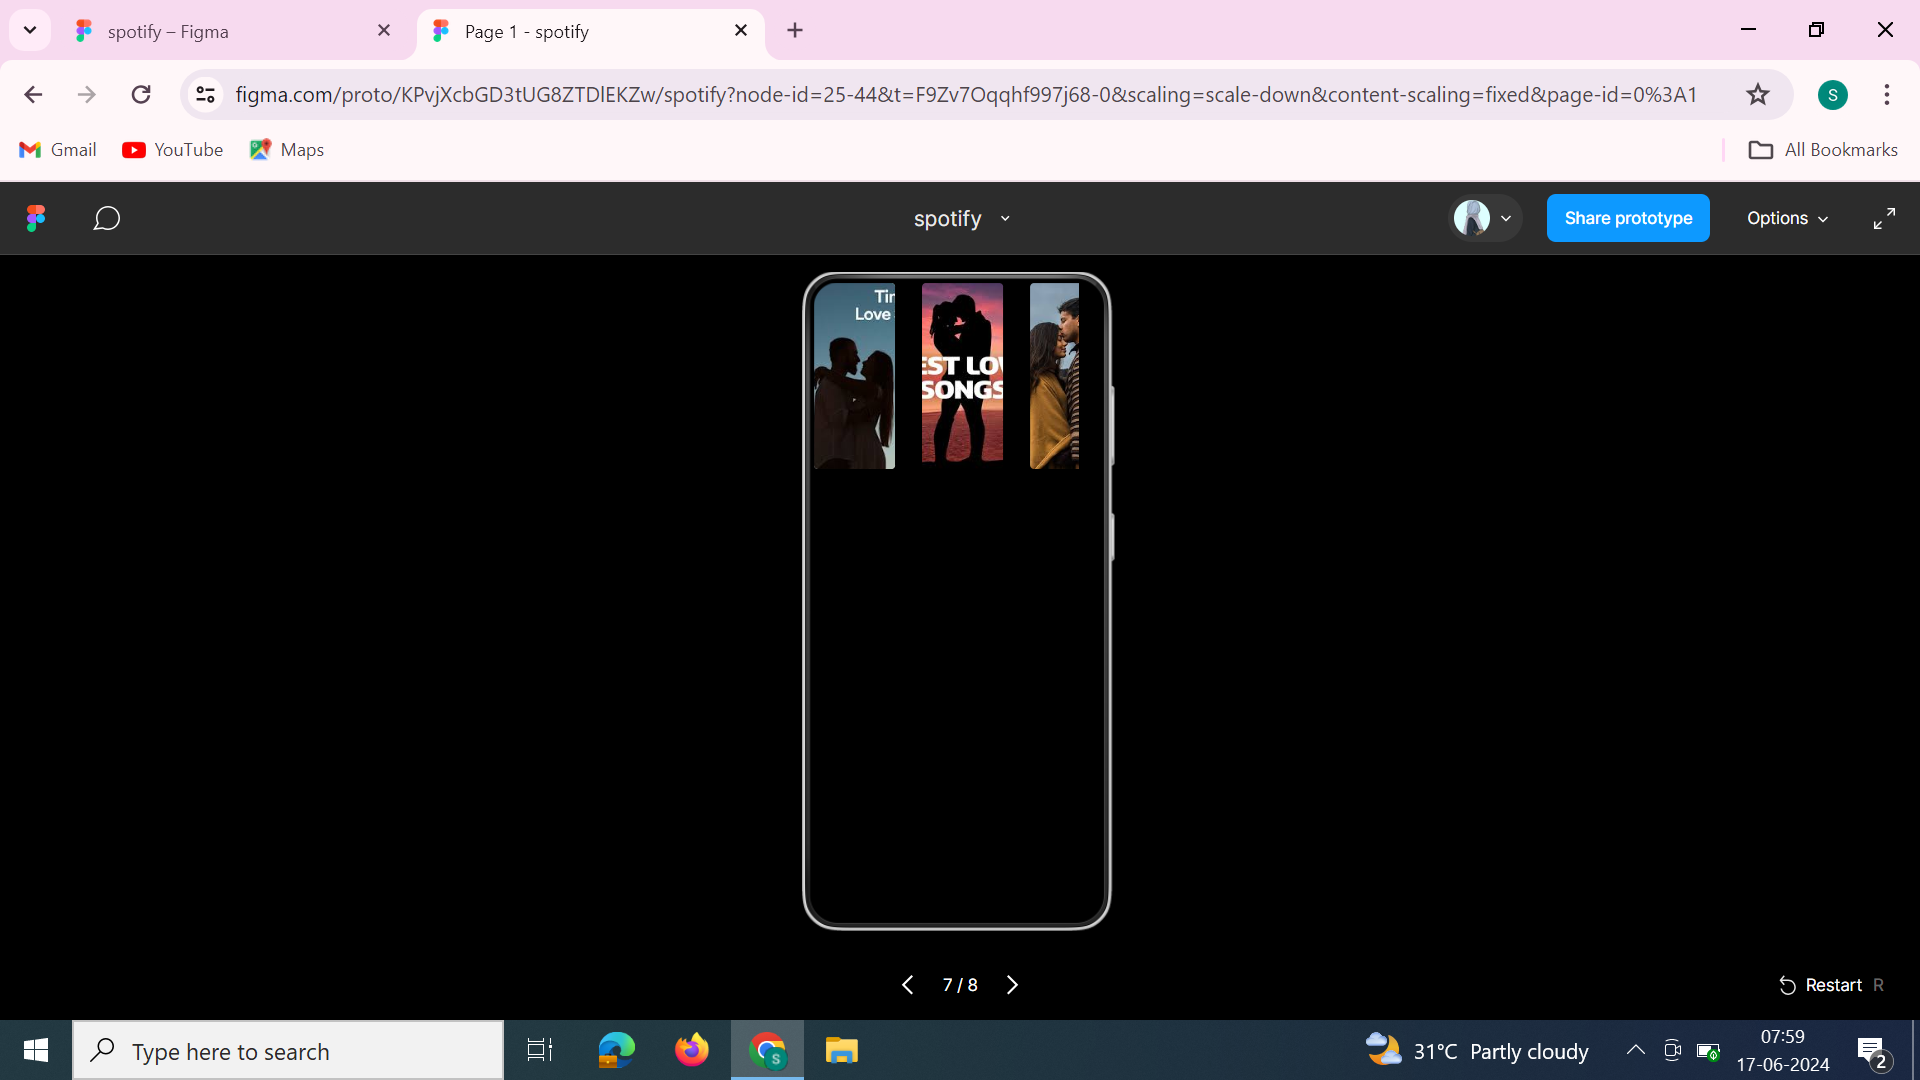 spotify – Figma
Page 1 - spotify
figma.com/proto/KPvjXcbGD3tUG8ZTDlEKZw/spotify?node-id=25-44&t=F9Zv7Oqqhf997j68-0&scaling=scale-down&content-scaling=fixed&page-id=0%3A1
S
Gmail
YouTube
Maps
All Bookmarks
spotify
Share prototype
Options
Tir
Love
EST LOV
SONGS
7 / 8
Restart R
Type here to search
S
31°C Partly cloudy
07:59
17-06-2024
2